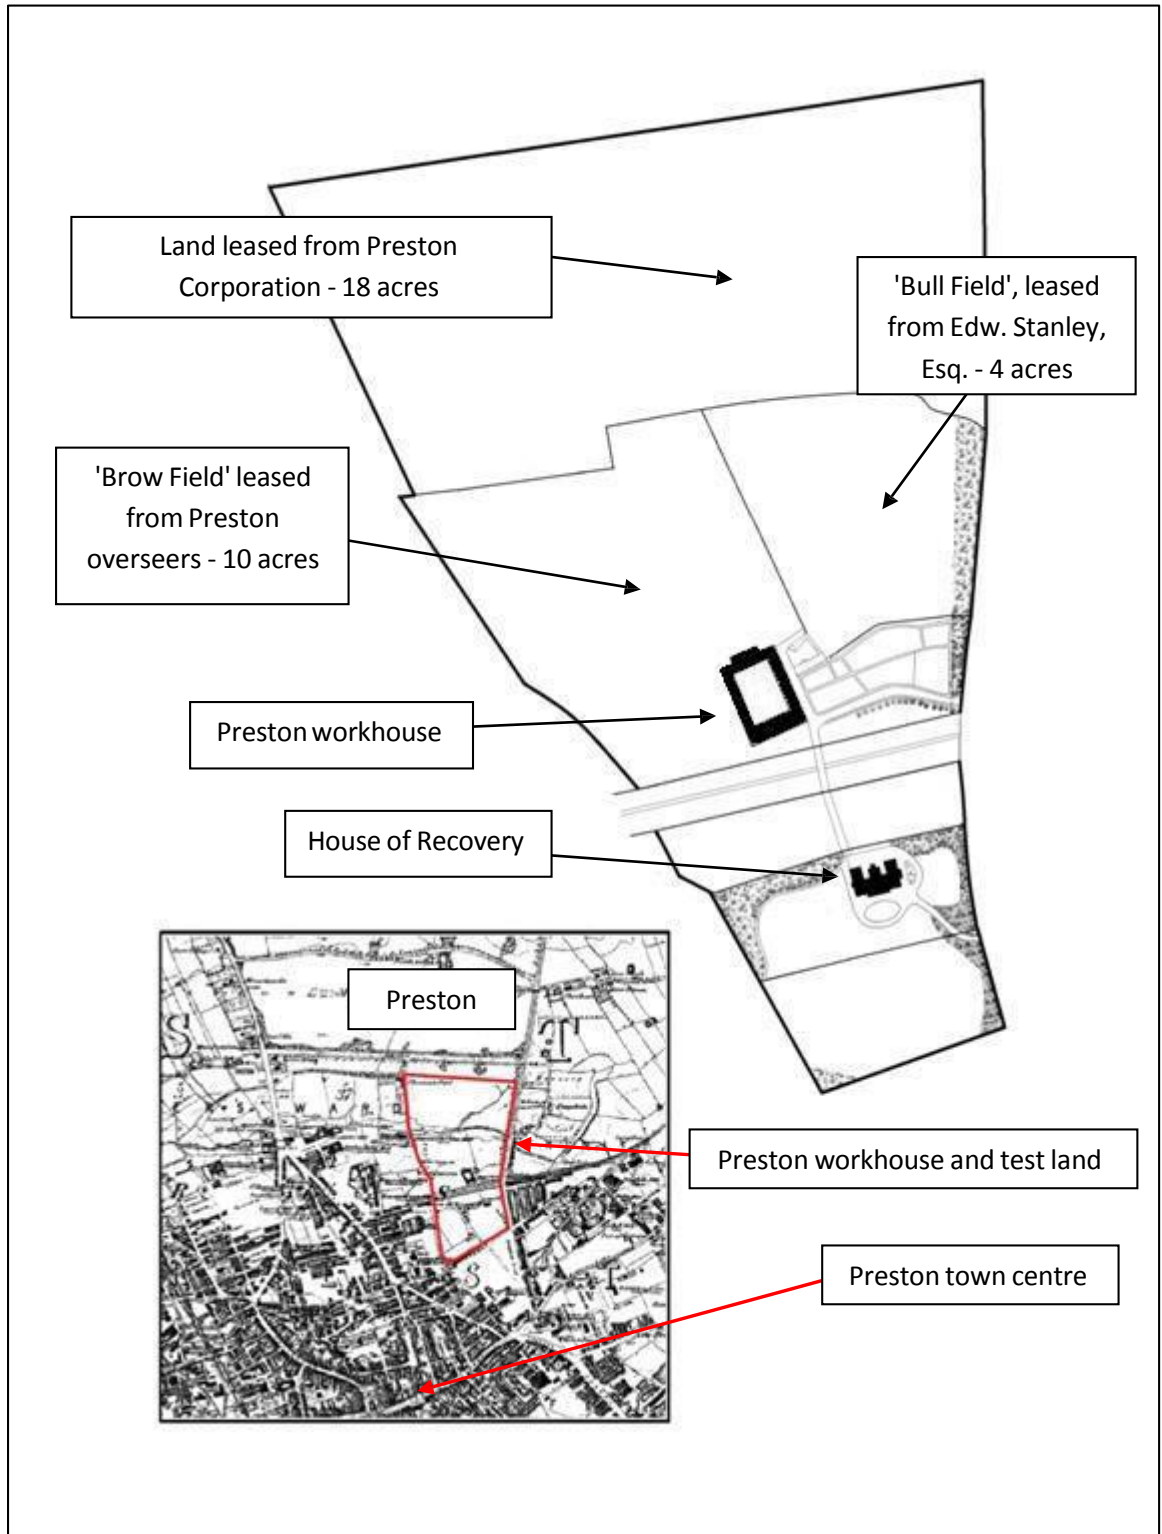 Land leased from Preston
Corporation - 18 acres
'Bull Field', leased
from Edw. Stanley,
Esq. - 4 acres
'Brow Field' leased
from Preston
overseers - 10 acres
Preston workhouse
House of Recovery
Preston
S
T
W A R D
S
Preston workhouse and test land
Preston town centre